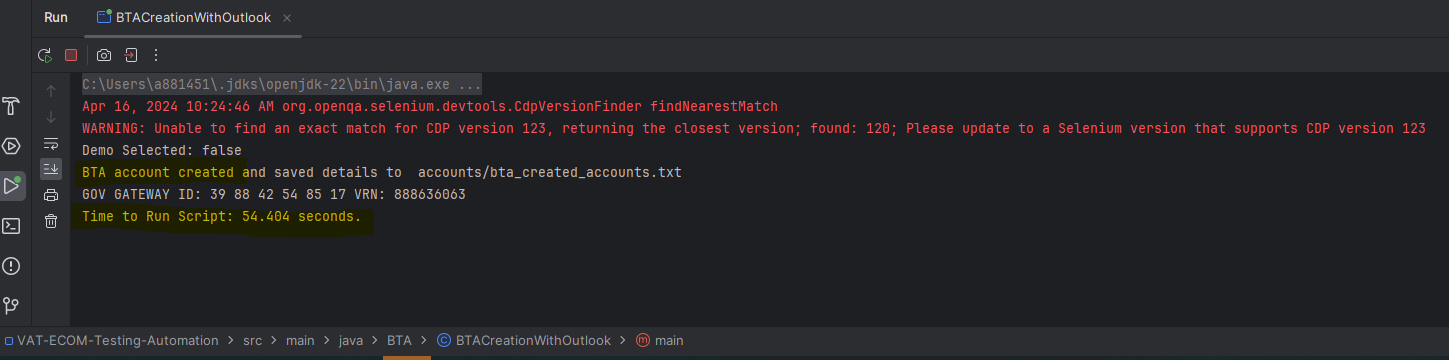 Run BTACreationWithOutlook
C:\Users\a881451\.jdks\openjdk-22\bin\java.exe ...
Apr 16, 2024 10:24:46 AM org.openqa.selenium.devtools.CdpVersionFinder findNearestMatch
WARNING: Unable to find an exact match for CDP version 123, returning the closest version; found: 120; Please update to a Selenium version that supports CDP version 123
Demo Selected: false
BTA account created and saved details to  accounts/bta_created_accounts.txt
GOV GATEWAY ID: 39 88 42 54 85 17 VRN: 888636063
Time to Run Script: 54.404 seconds.
VAT-ECOM-Testing-Automation > src > main > java > BTA > BTACreationWithOutlook > main